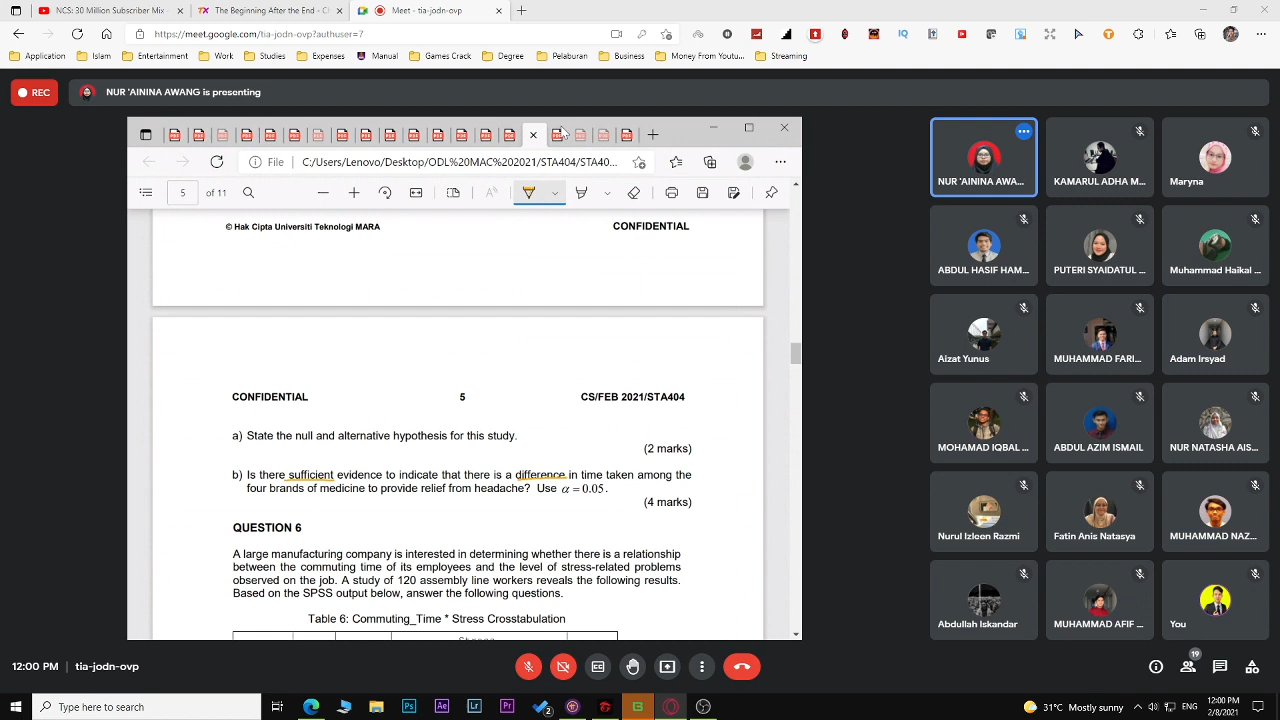 NCS: 30 Million Subscriber Mix -
The Beginning After the End - C
Meet - tia-jodn-ovp
https://meet.google.com/tia-jodn-ovp?authuser=7
Application
Islam
Entertainment
Work
Studies
Expenses
Manual
Games Crack
Degree
Pelaburan
Business
Money From Youtu...
Streaming
REC
NUR 'AININA AWANG is presenting
File
C:/Users/Lenovo/Desktop/ODL%20MAC%202021/STA404/STA40...
5
of 11
© Hak Cipta Universiti Teknologi MARA
CONFIDENTIAL
CONFIDENTIAL 5 CS/FEB 2021/STA404
a) State the null and alternative hypothesis for this study.
(2 marks)
b) Is there sufficient evidence to indicate that there is a difference in time taken among the
four brands of medicine to provide relief from headache? Use α = 0.05.
(4 marks)
QUESTION 6
A large manufacturing company is interested in determining whether there is a relationship
between the commuting time of its employees and the level of stress-related problems
observed on the job. A study of 120 assembly line workers reveals the following results.
Based on the SPSS output below, answer the following questions.
Table 6: Commuting_Time * Stress Crosstabulation
NUR 'AININA AWA...
KAMARUL ADHA M...
Maryna
ABDUL HASIF HAM...
PUTERI SYAIDATUL ...
Muhammad Haikal ...
Aizat Yunus
MUHAMMAD FARI...
Adam Irsyad
MOHAMAD IQBAL ...
ABDUL AZIM ISMAIL
NUR NATASHA AIS...
Nurul Izleen Razmi
Fatin Anis Natasya
MUHAMMAD NAZ...
Abdullah Iskandar
MUHAMMAD AFIF ...
You
12:00 PM | tia-jodn-ovp
19
Type here to search
31°C Mostly sunny
ENG
12:00 PM
2/8/2021